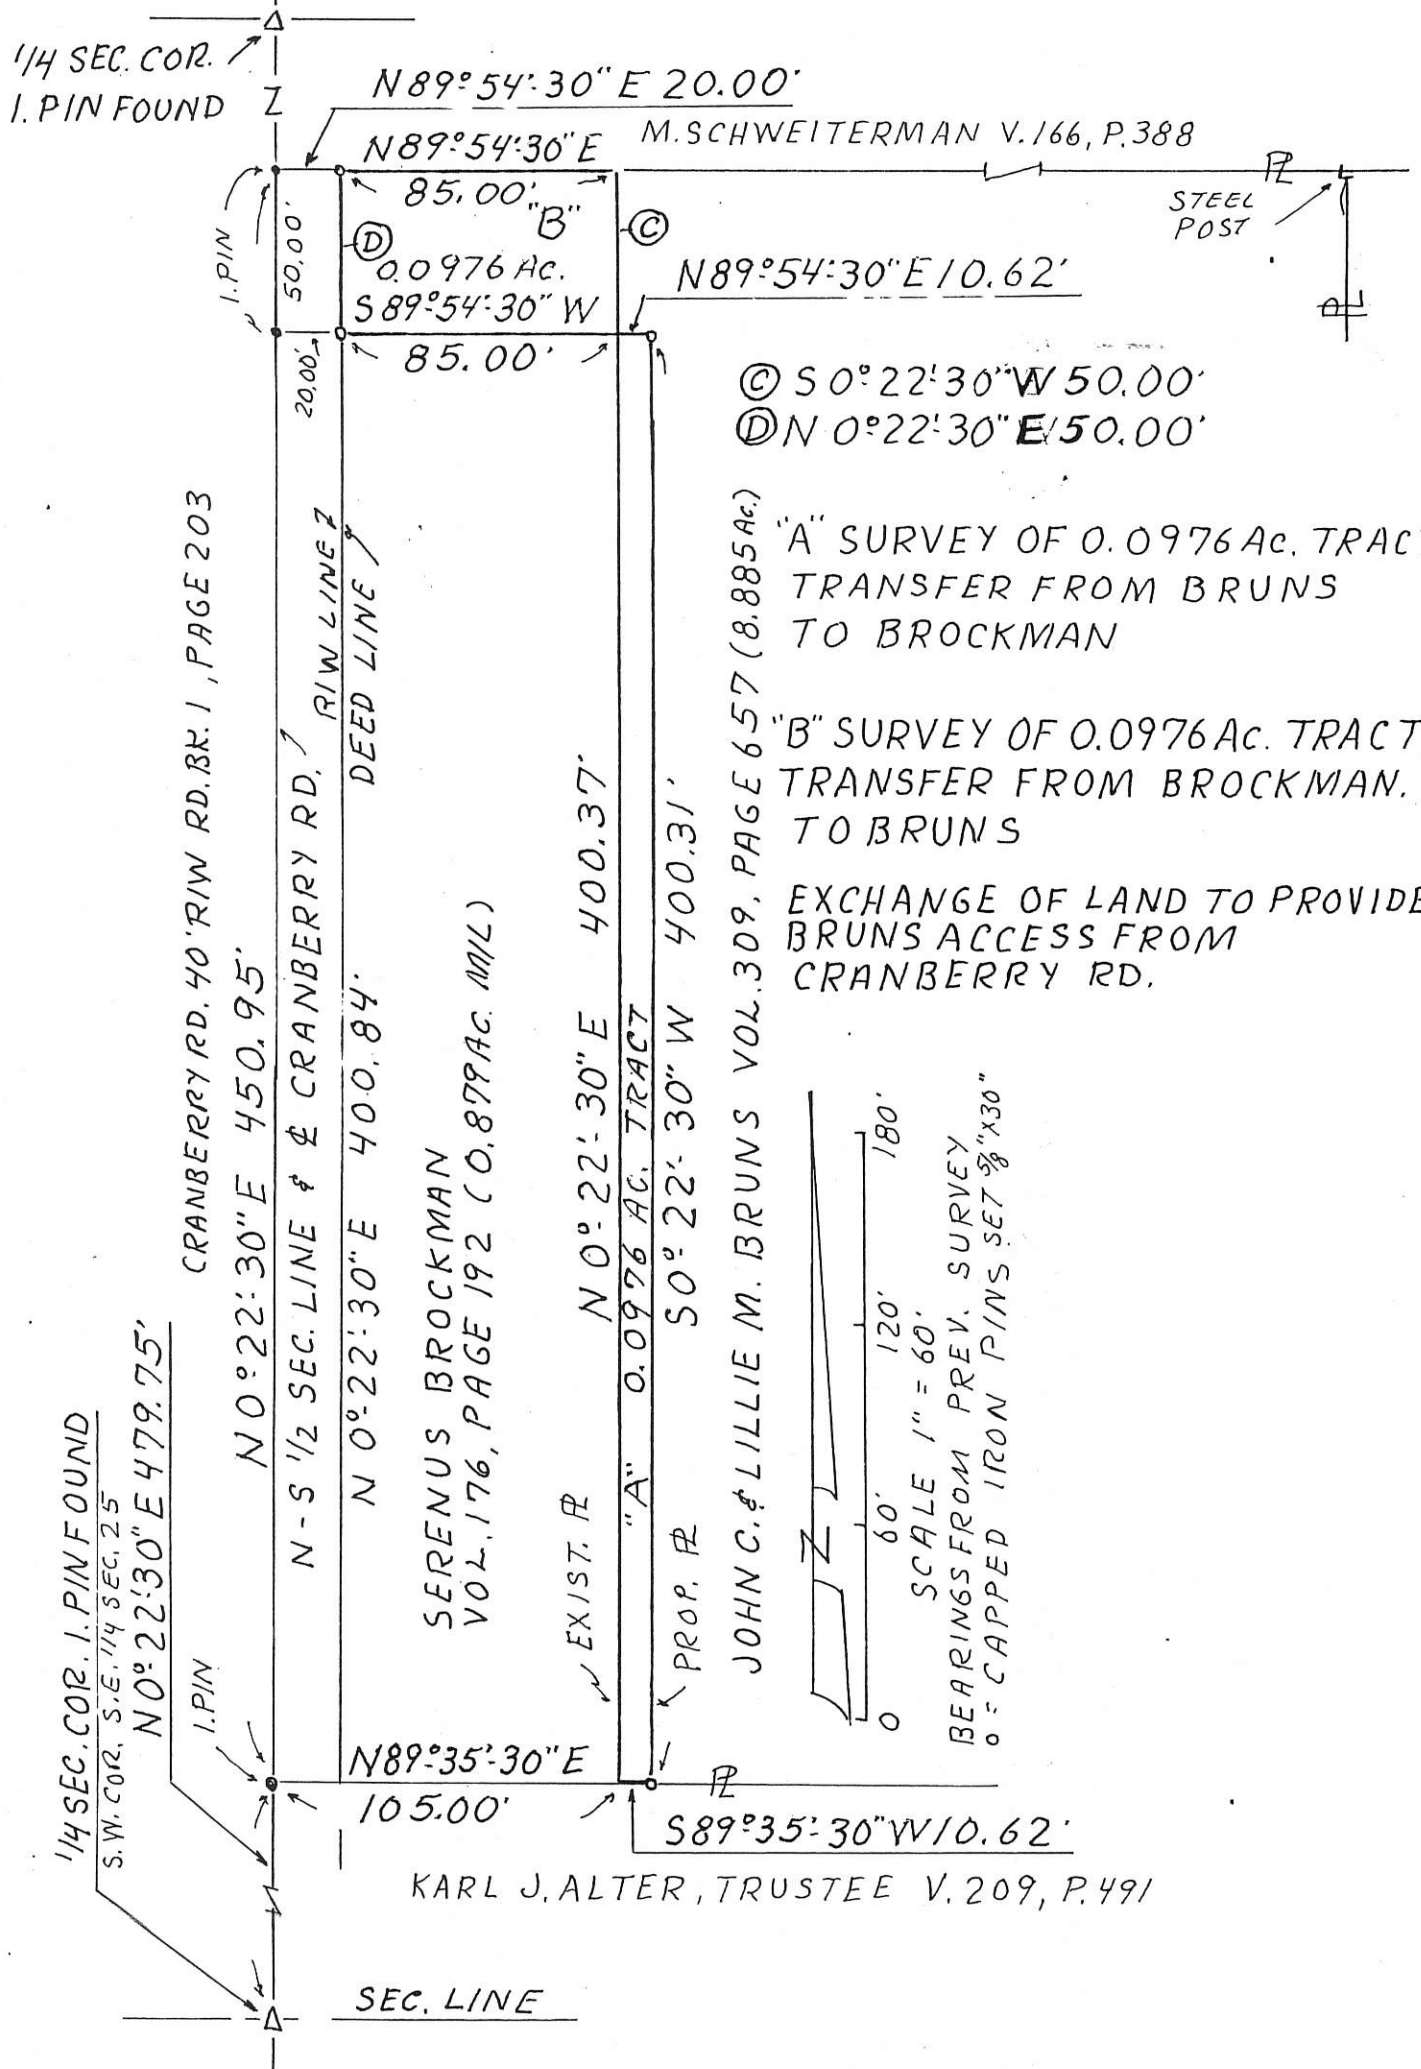 1/4 SEC. COR.
I. PIN FOUND
N89°-54'-30" E 20.00'
N89°-54'-30" E
85.00'
M. SCHWEITERMAN V.166, P.388
PL
STEEL
POST
PL
I. PIN
50.00'
"B"
C
D
0.0976 AC.
S89°-54'-30" W
85.00'
N89°-54'-30" E 10.62'
20.00'
C S0°-22'-30" W 50.00'
D N 0°-22'-30" E 50.00'
"A" SURVEY OF 0.0976 AC. TRAC
TRANSFER FROM BRUNS
TO BROCKMAN
"B" SURVEY OF 0.0976 AC. TRACT
TRANSFER FROM BROCKMAN.
TO BRUNS
EXCHANGE OF LAND TO PROVIDE
BRUNS ACCESS FROM
CRANBERRY RD.
CRANBERRY RD. 40' R/W RD. BK. 1, PAGE 203
N 0°-22'-30" E 450.95'
N-S 1/2 SEC. LINE & ℄ CRANBERRY RD.
R/W LINE
DEED LINE
N 0°-22'-30" E 400.84'
SERENUS BROCKMAN
VOL. 176, PAGE 192 (0.879 AC. M/L)
EXIST. PL
N 0°-22'-30" E 400.37'
"A" 0.0976 AC. TRACT
S0°-22'-30" W 400.31'
PROP. PL
JOHN C. & LILLIE M. BRUNS VOL. 309, PAGE 657 (8.885 AC.)
N
0 60' 120' 180'
SCALE 1" = 60'
BEARINGS FROM PREV. SURVEY
o = CAPPED IRON PINS SET 5/8"X30"
1/4 SEC. COR. I. PIN FOUND
S.W. COR. S.E. 1/4 SEC. 25
N0°-22'-30" E 479.75'
I. PIN
N89°-35'-30" E
105.00'
PL
S89°-35'-30" W 10.62'
KARL J. ALTER, TRUSTEE V. 209, P. 491
SEC. LINE